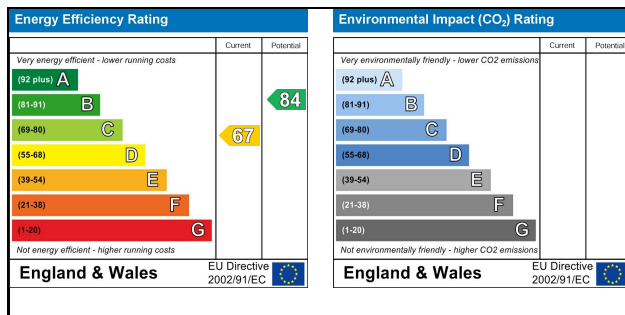 Energy Efficiency Rating
Current Potential
Very energy efficient - lower running costs
(92 plus) A
(81-91) B
(69-80) C
(55-68) D
(39-54) E
(21-38) F
(1-20) G
67
84
Not energy efficient - higher running costs
England & Wales
EU Directive
2002/91/EC
Environmental Impact (CO₂) Rating
Current Potential
Very environmentally friendly - lower CO2 emissions
(92 plus) A
(81-91) B
(69-80) C
(55-68) D
(39-54) E
(21-38) F
(1-20) G
Not environmentally friendly - higher CO2 emissions
England & Wales
EU Directive
2002/91/EC